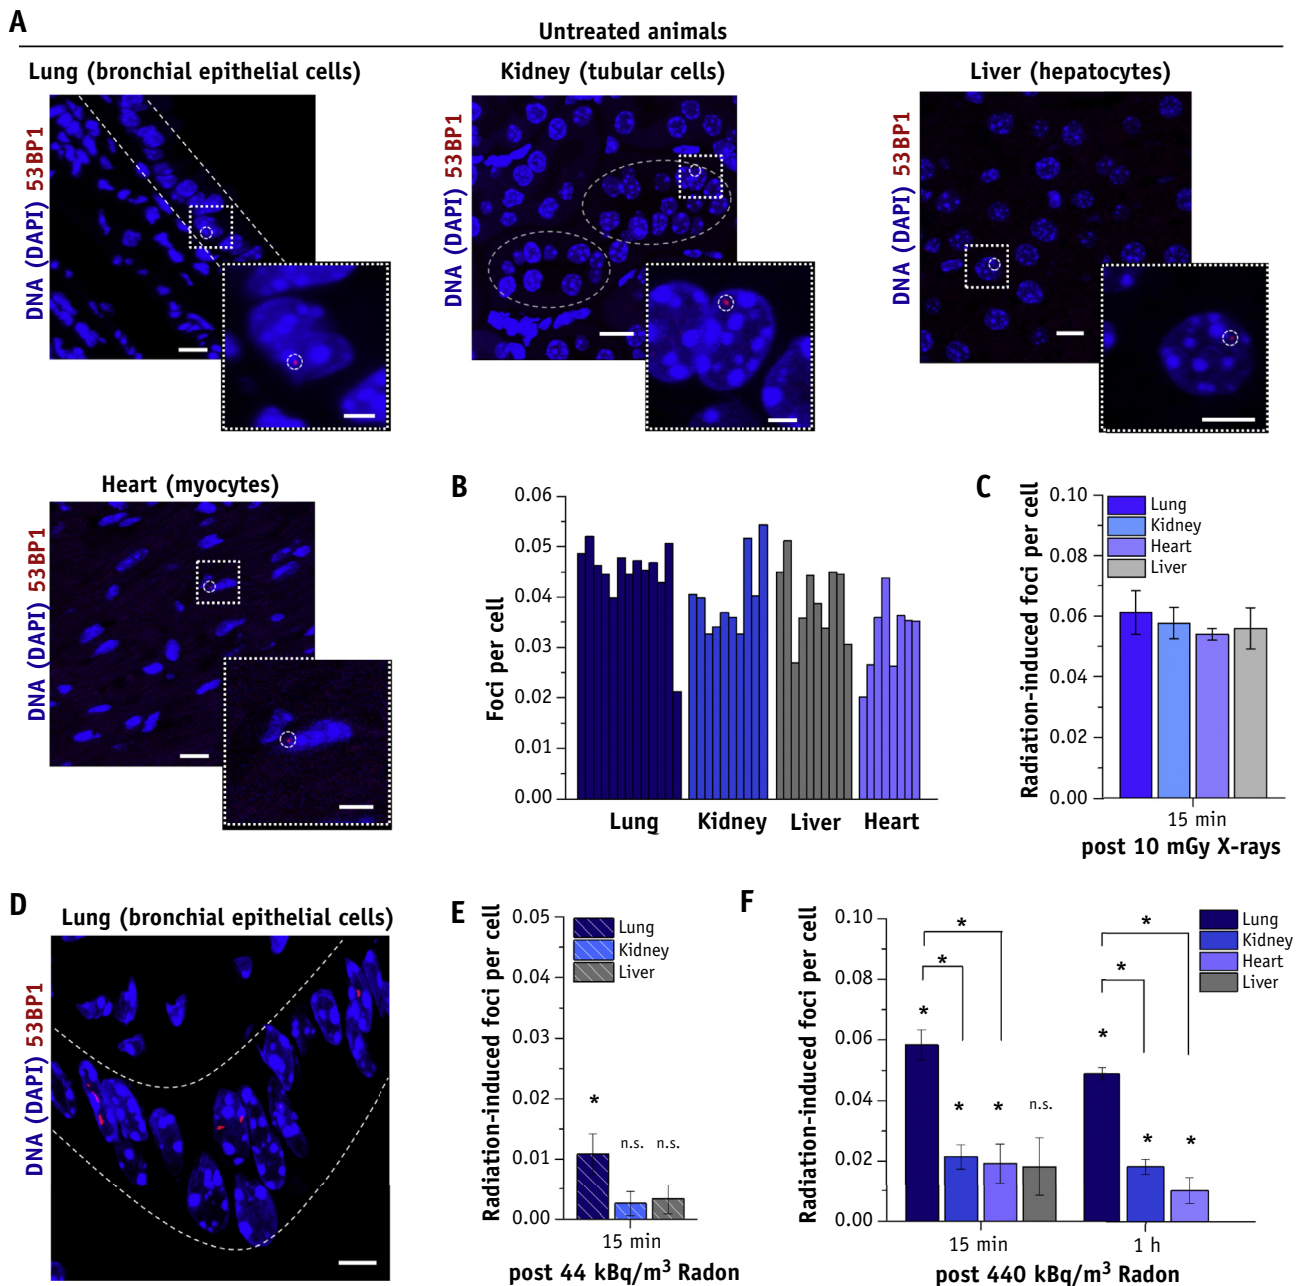 A
Untreated animals
Lung (bronchial epithelial cells)
DNA (DAPI) 53BP1
Kidney (tubular cells)
DNA (DAPI) 53BP1
Liver (hepatocytes)
DNA (DAPI) 53BP1
Heart (myocytes)
DNA (DAPI) 53BP1
B
Foci per cell
0.06
0.05
0.04
0.03
0.02
0.01
0.00
Lung Kidney Liver Heart
C
Radiation-induced foci per cell
0.10
0.08
0.06
0.04
0.02
0.00
Lung
Kidney
Heart
Liver
15 min
post 10 mGy X-rays
D
Lung (bronchial epithelial cells)
DNA (DAPI) 53BP1
E
Radiation-induced foci per cell
0.05
0.04
0.03
0.02
0.01
0.00
Lung
Kidney
Liver
* n.s. n.s.
15 min
post 44 kBq/m³ Radon
F
Radiation-induced foci per cell
0.10
0.08
0.06
0.04
0.02
0.00
Lung
Kidney
Heart
Liver
*
*
* * * n.s.
*
*
* * *
15 min 1 h
post 440 kBq/m³ Radon